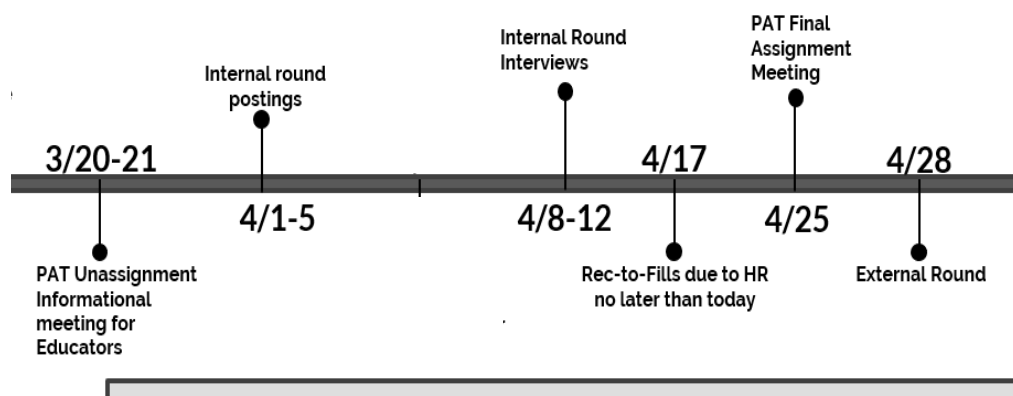 PAT Final
Assignment
Meeting
Internal Round
Interviews
Internal round
postings
3/20-21
4/17
4/28
4/1-5
4/8-12
4/25
PAT Unassignment
Informational
meeting for
Educators
Rec-to-Fills due to HR
no later than today
External Round